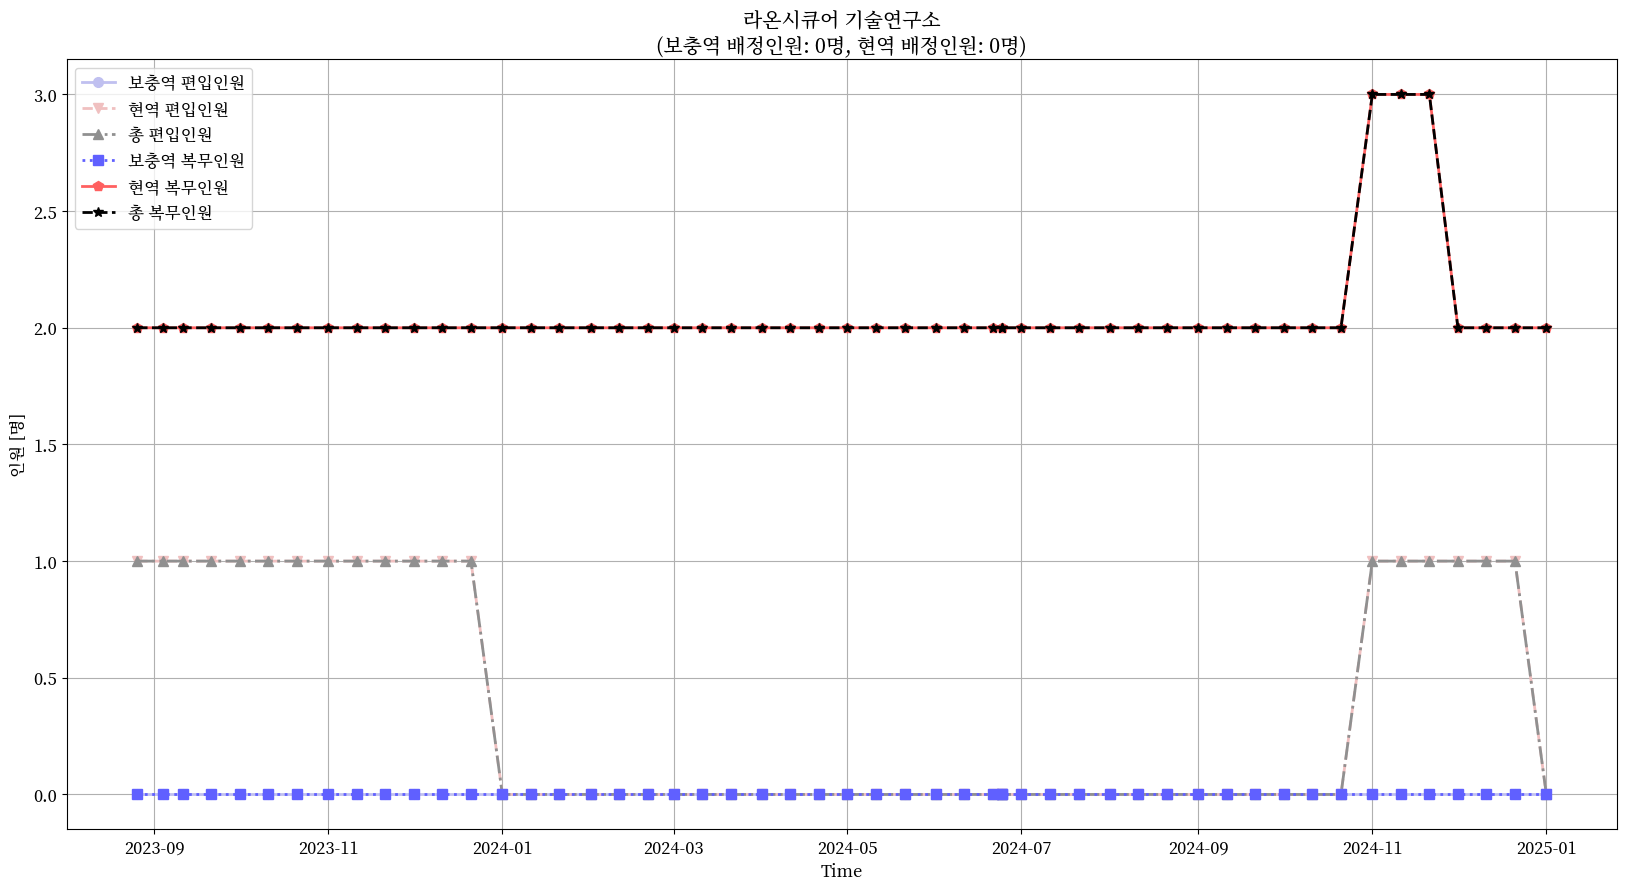 라온시큐어 기술연구소
(보충역 배정인원: 0명, 현역 배정인원: 0명)
보충역 편입인원
현역 편입인원
총 편입인원
보충역 복무인원
현역 복무인원
총 복무인원
3.0
2.5
2.0
1.5
1.0
0.5
0.0
인원 [명]
2023-09
2023-11
2024-01
2024-03
2024-05
2024-07
2024-09
2024-11
2025-01
Time